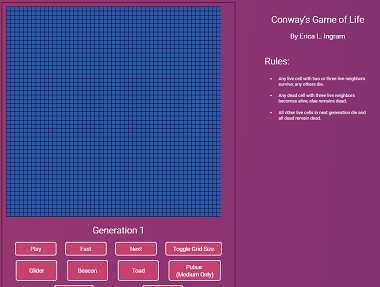 Conway's Game of Life
By Erica L. Ingram
Rules:
Any live cell with two or three live neighbors
survive; any others die.
Any dead cell with three live neighbors
becomes alive; else remains dead.
All other live cells in next generation die and
all dead remain dead.
Generation 1
Play
Fast
Next
Toggle Grid Size
Glider
Beacon
Toad
Pulsar
(Medium Only)